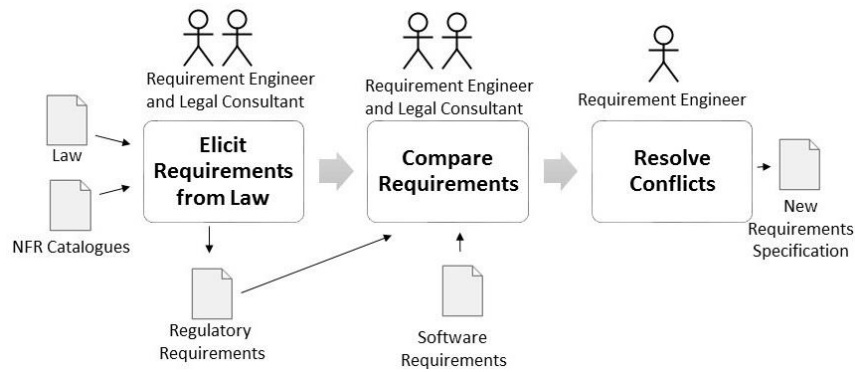 Requirement Engineer
and Legal Consultant
Requirement Engineer
and Legal Consultant
Requirement Engineer
Law
NFR Catalogues
Elicit
Requirements
from Law
Compare
Requirements
Resolve
Conflicts
New
Requirements
Specification
Regulatory
Requirements
Software
Requirements